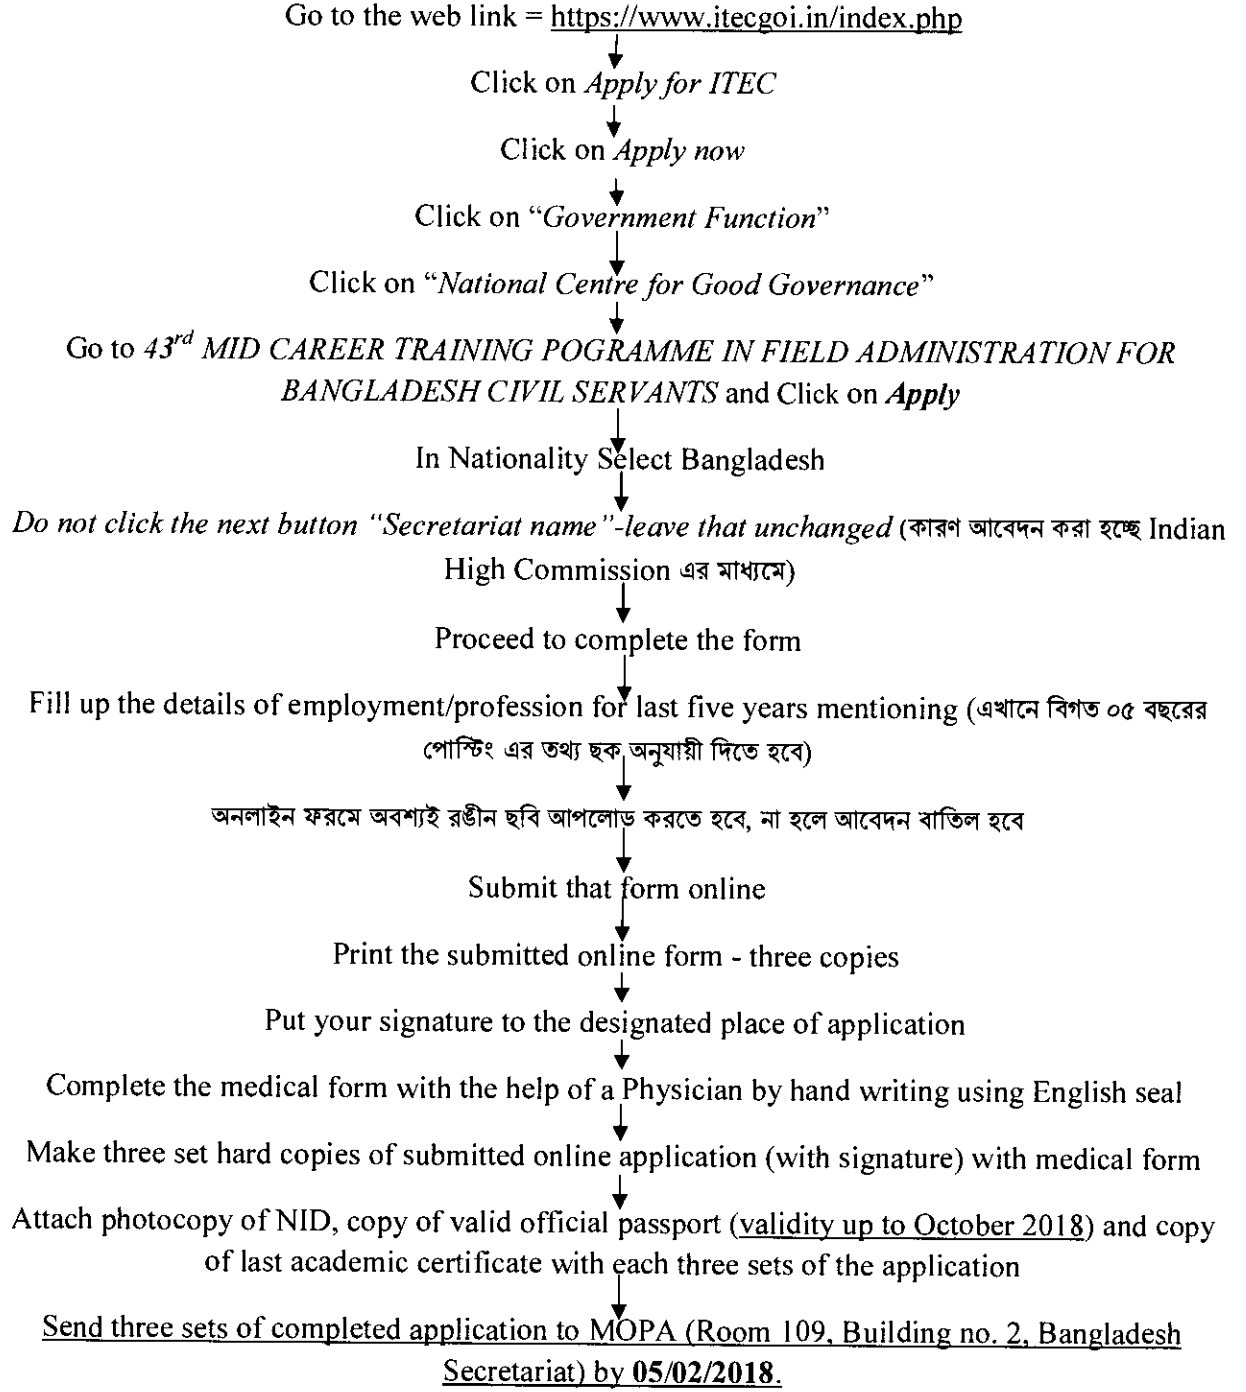 Go to the web link = https://www.itecgoi.in/index.php
Click on Apply for ITEC
Click on Apply now
Click on “Government Function”
Click on “National Centre for Good Governance”
Go to 43rd MID CAREER TRAINING POGRAMME IN FIELD ADMINISTRATION FOR
BANGLADESH CIVIL SERVANTS and Click on Apply
In Nationality Select Bangladesh
Do not click the next button “Secretariat name”-leave that unchanged (কারণ আবেদন করা হচ্ছে Indian
High Commission এর মাধ্যমে)
Proceed to complete the form
Fill up the details of employment/profession for last five years mentioning (এখানে বিগত ০৫ বছরের
পোস্টিং এর তথ্য ছক অনুযায়ী দিতে হবে)
অনলাইন ফরমে অবশ্যই রঙীন ছবি আপলোড করতে হবে, না হলে আবেদন বাতিল হবে
Submit that form online
Print the submitted online form - three copies
Put your signature to the designated place of application
Complete the medical form with the help of a Physician by hand writing using English seal
Make three set hard copies of submitted online application (with signature) with medical form
Attach photocopy of NID, copy of valid official passport (validity up to October 2018) and copy
of last academic certificate with each three sets of the application
Send three sets of completed application to MOPA (Room 109, Building no. 2, Bangladesh
Secretariat) by 05/02/2018.